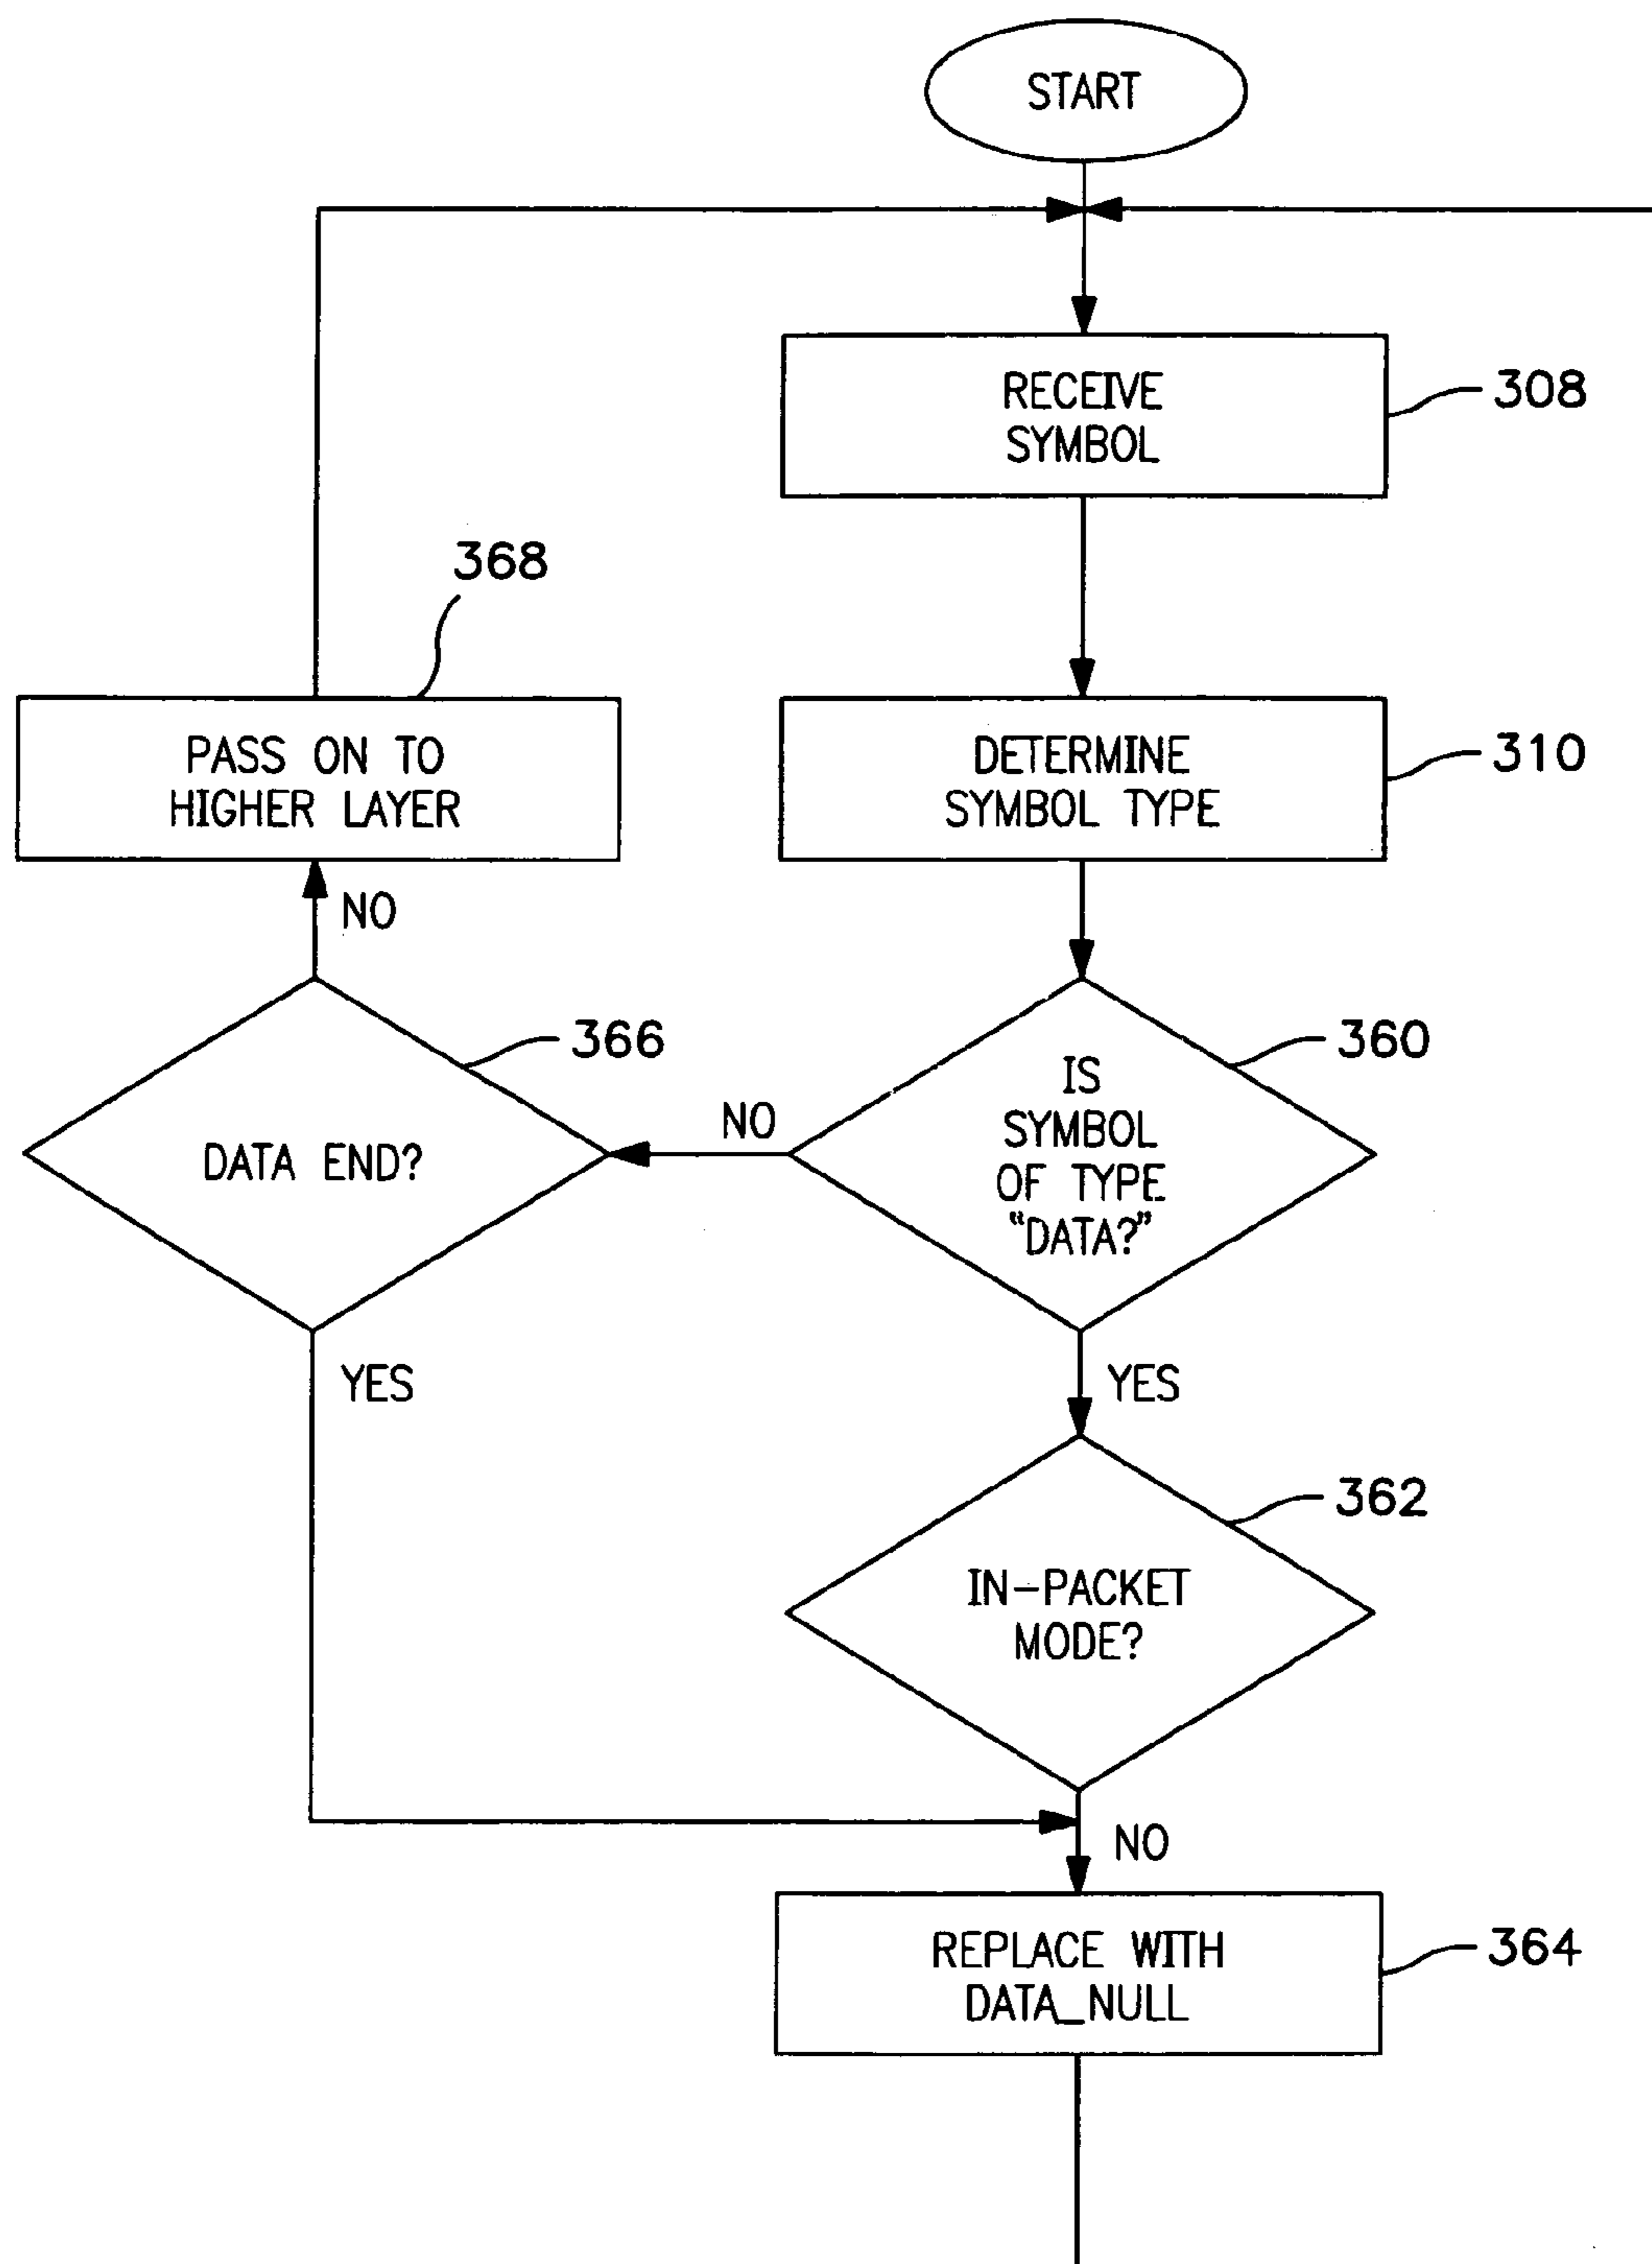 START
RECEIVE
SYMBOL
308
368
PASS ON TO
HIGHER LAYER
DETERMINE
SYMBOL TYPE
310
NO
366
DATA END?
NO
360
IS
SYMBOL
OF TYPE
“DATA?”
YES
YES
362
IN-PACKET
MODE?
NO
REPLACE WITH
DATA_NULL
364